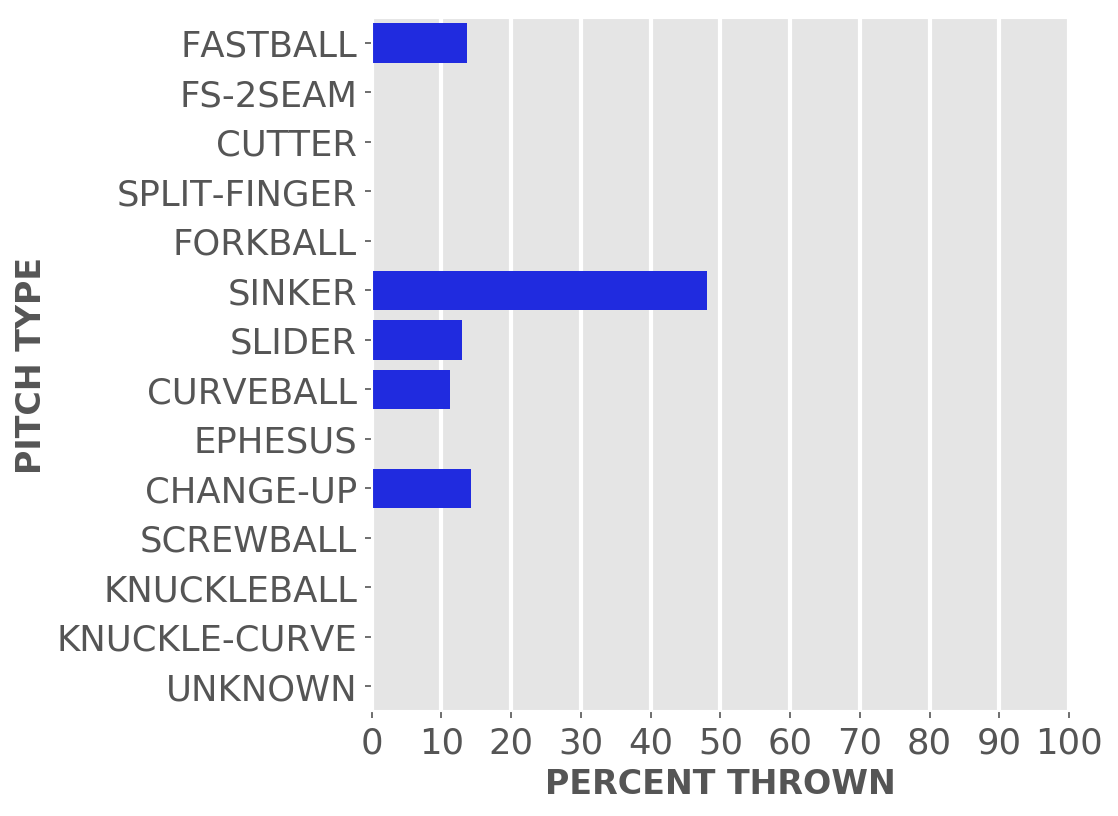 PITCH TYPE
FASTBALL
FS-2SEAM
CUTTER
SPLIT-FINGER
FORKBALL
SINKER
SLIDER
CURVEBALL
EPHESUS
CHANGE-UP
SCREWBALL
KNUCKLEBALL
KNUCKLE-CURVE
UNKNOWN
0 10 20 30 40 50 60 70 80 90 100
PERCENT THROWN